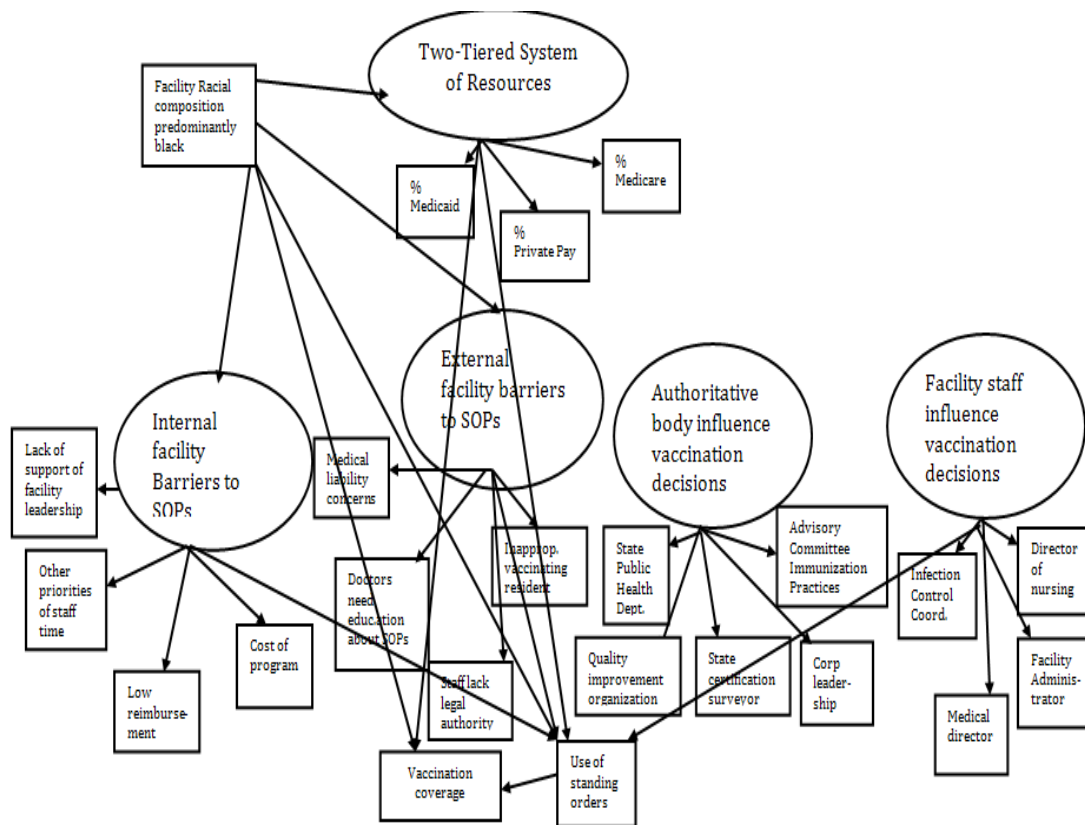 Two-Tiered System
of Resources
Facility Racial
composition
predominantly
black
%
Medicaid
%
Private Pay
%
Medicare
Internal
facility
Barriers to
SOPs
External
facility barriers
to SOPs
Authoritative
body influence
vaccination
decisions
Facility staff
influence
vaccination
decisions
Lack of
support of
facility
leadership
Other
priorities
of staff
time
Low
reimburse-
ment
Cost of
program
Medical
liability
concerns
Doctors
need
education
about SOPs
Inapprop.
vaccinating
resident
Staff lack
legal
authority
State
Public
Health
Dept.
Quality
improvement
organization
State
certification
surveyor
Advisory
Committee
Immunization
Practices
Corp
leader-
ship
Infection
Control
Coord.
Director
of
nursing
Medical
director
Facility
Adminis-
trator
Vaccination
coverage
Use of
standing
orders